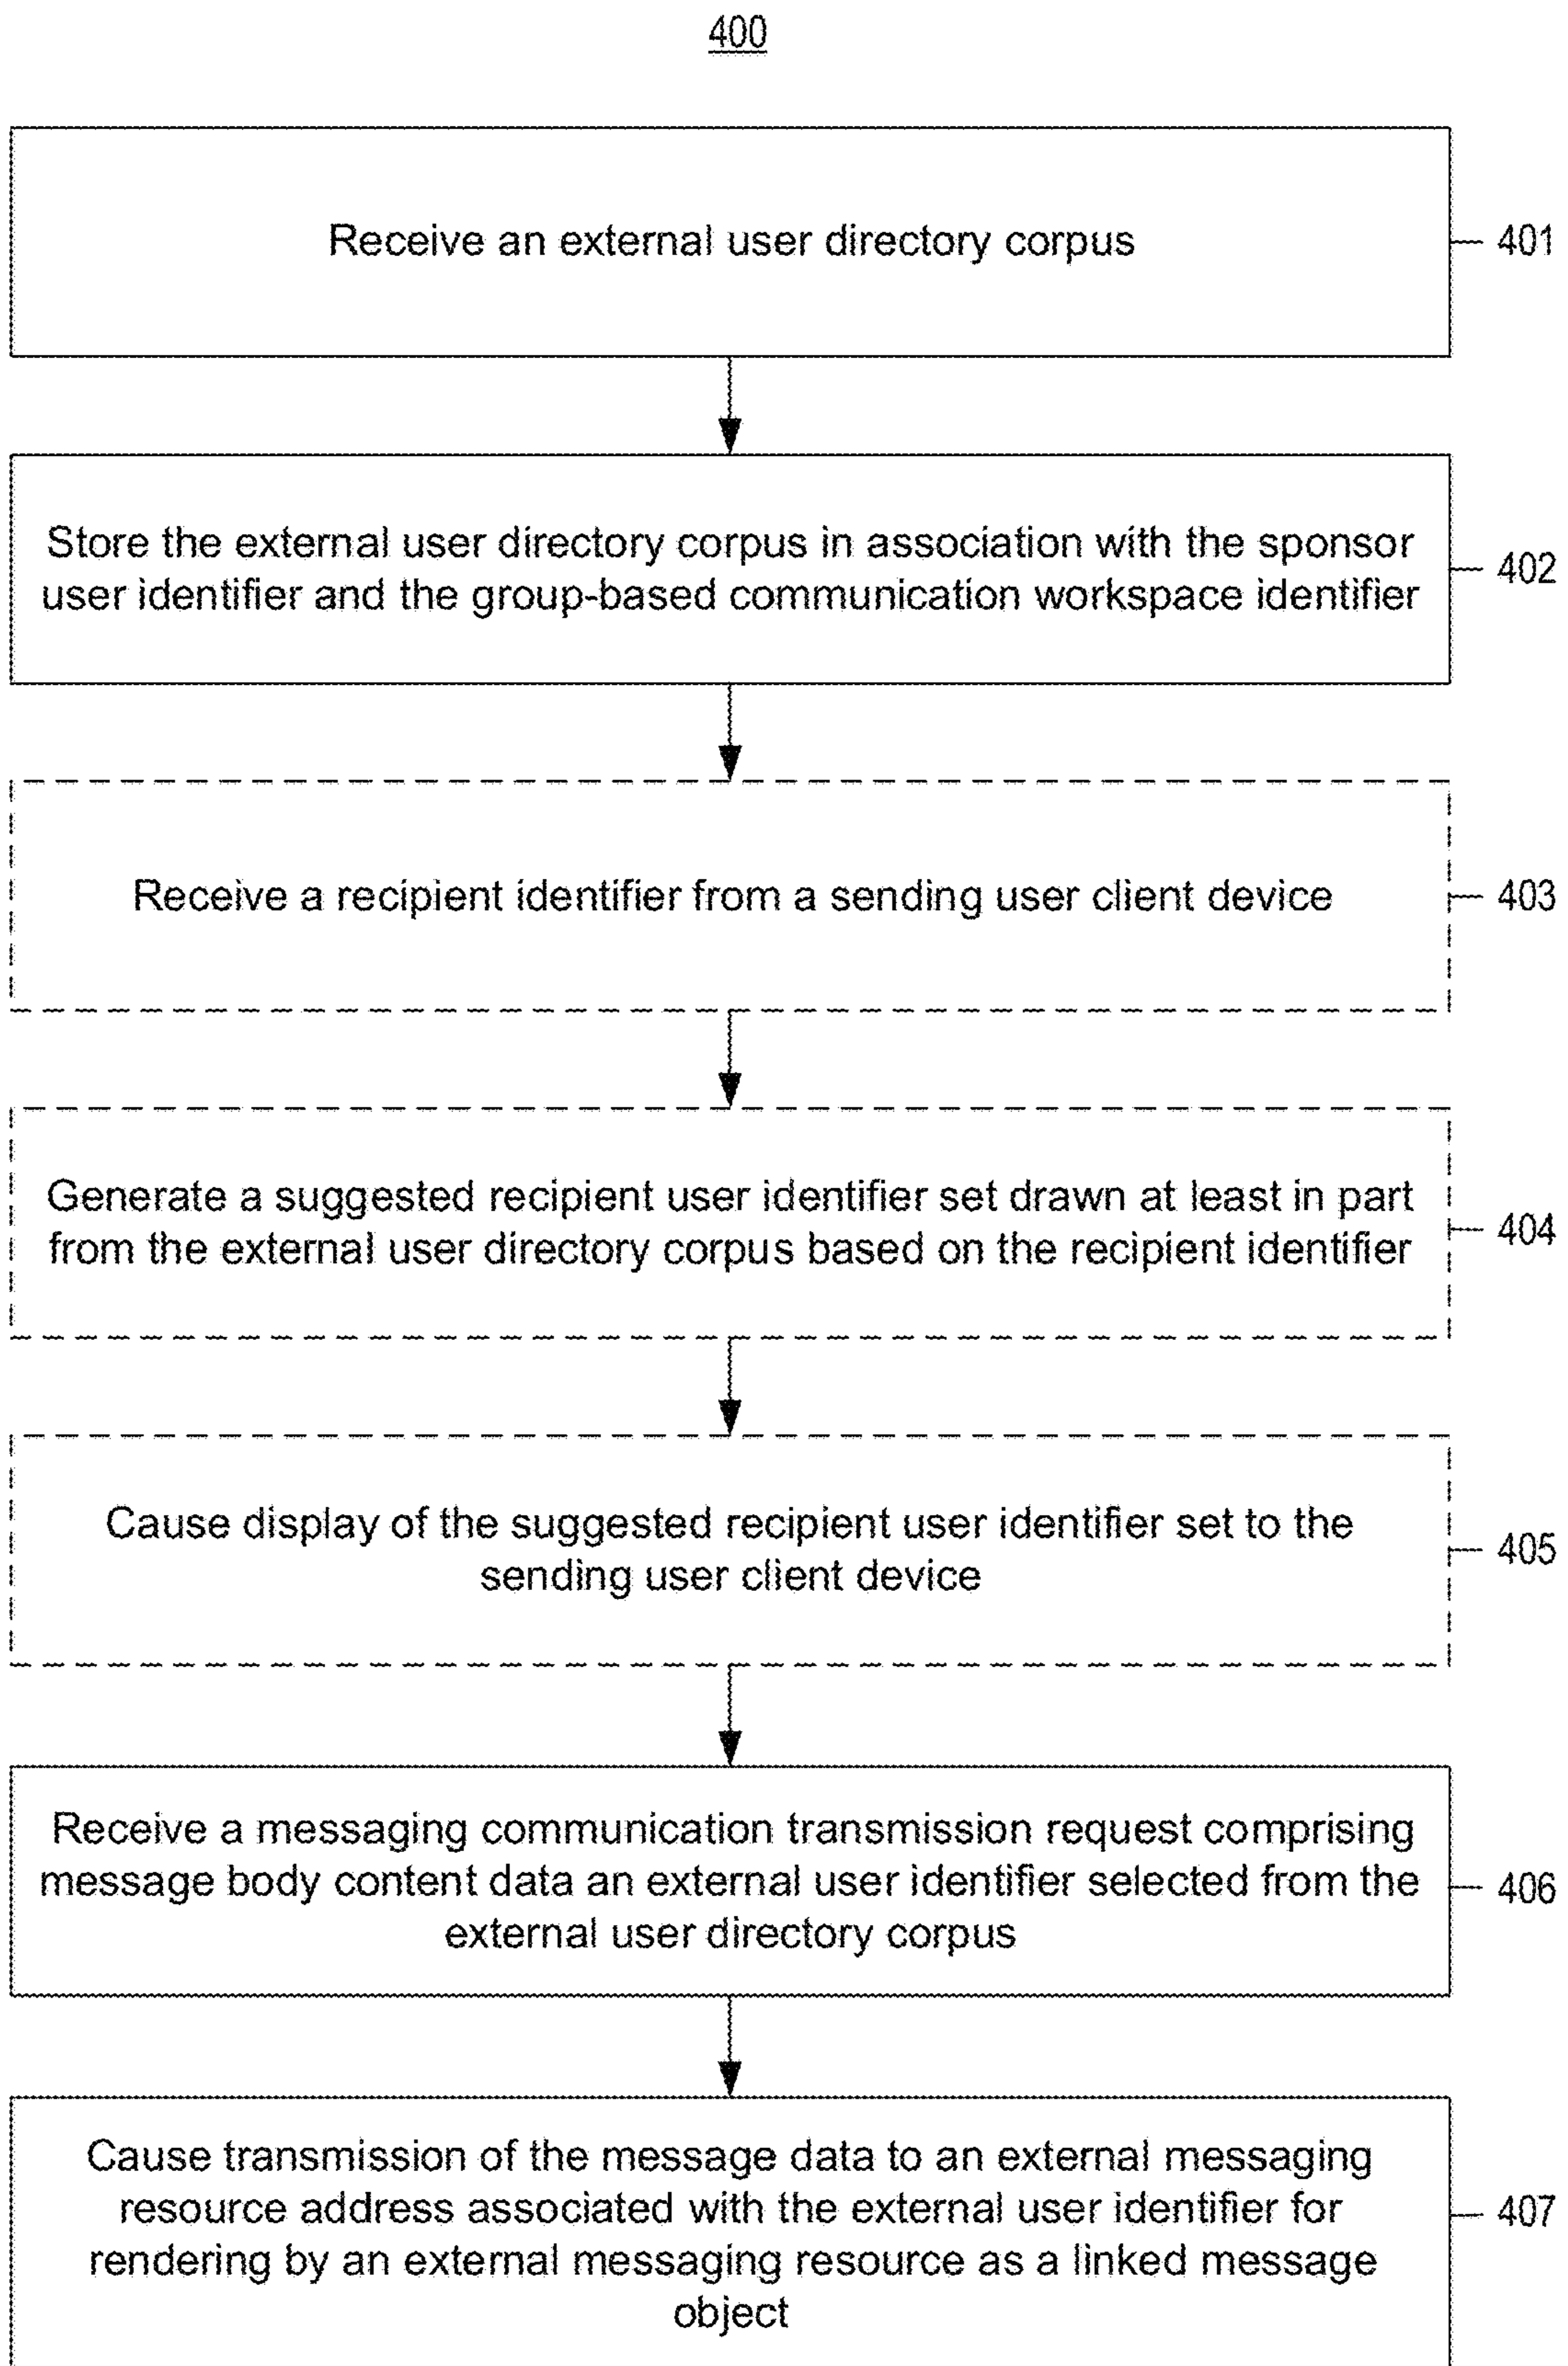 400
Receive an external user directory corpus
401
Store the external user directory corpus in association with the sponsor
user identifier and the group-based communication workspace identifier
402
Receive a recipient identifier from a sending user client device
403
Generate a suggested recipient user identifier set drawn at least in part
from the external user directory corpus based on the recipient identifier
404
Cause display of the suggested recipient user identifier set to the
sending user client device
405
Receive a messaging communication transmission request comprising
message body content data an external user identifier selected from the
external user directory corpus
406
Cause transmission of the message data to an external messaging
resource address associated with the external user identifier for
rendering by an external messaging resource as a linked message
object
407